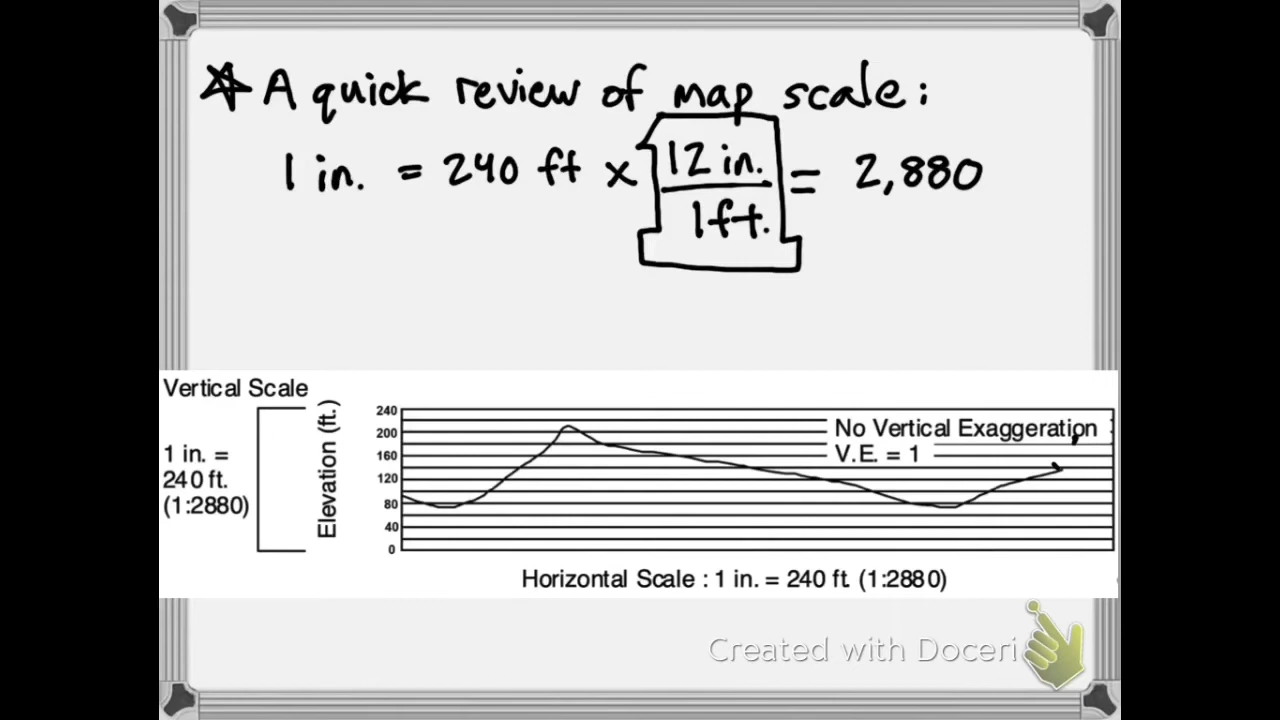 ☆ A quick review of map scale:
1 in. = 240 ft x 12 in. / 1 ft. = 2,880
Vertical Scale
1 in. =
240 ft.
(1:2880)
Elevation (ft.)
240
200
160
120
80
40
0
No Vertical Exaggeration
V.E. = 1
Horizontal Scale : 1 in. = 240 ft. (1:2880)
Created with Doceri